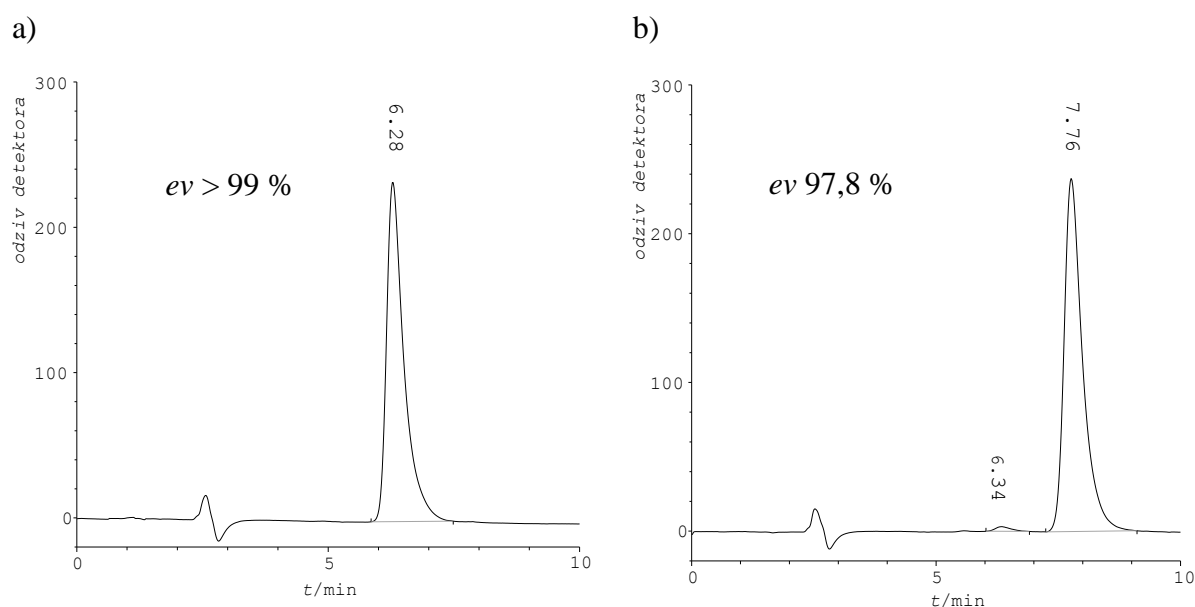 a)
300
200
100
0
odziv detektora
6.28
ev > 99 %
0
5
10
t/min
b)
300
200
100
0
odziv detektora
7.76
ev 97,8 %
6.34
0
5
10
t/min